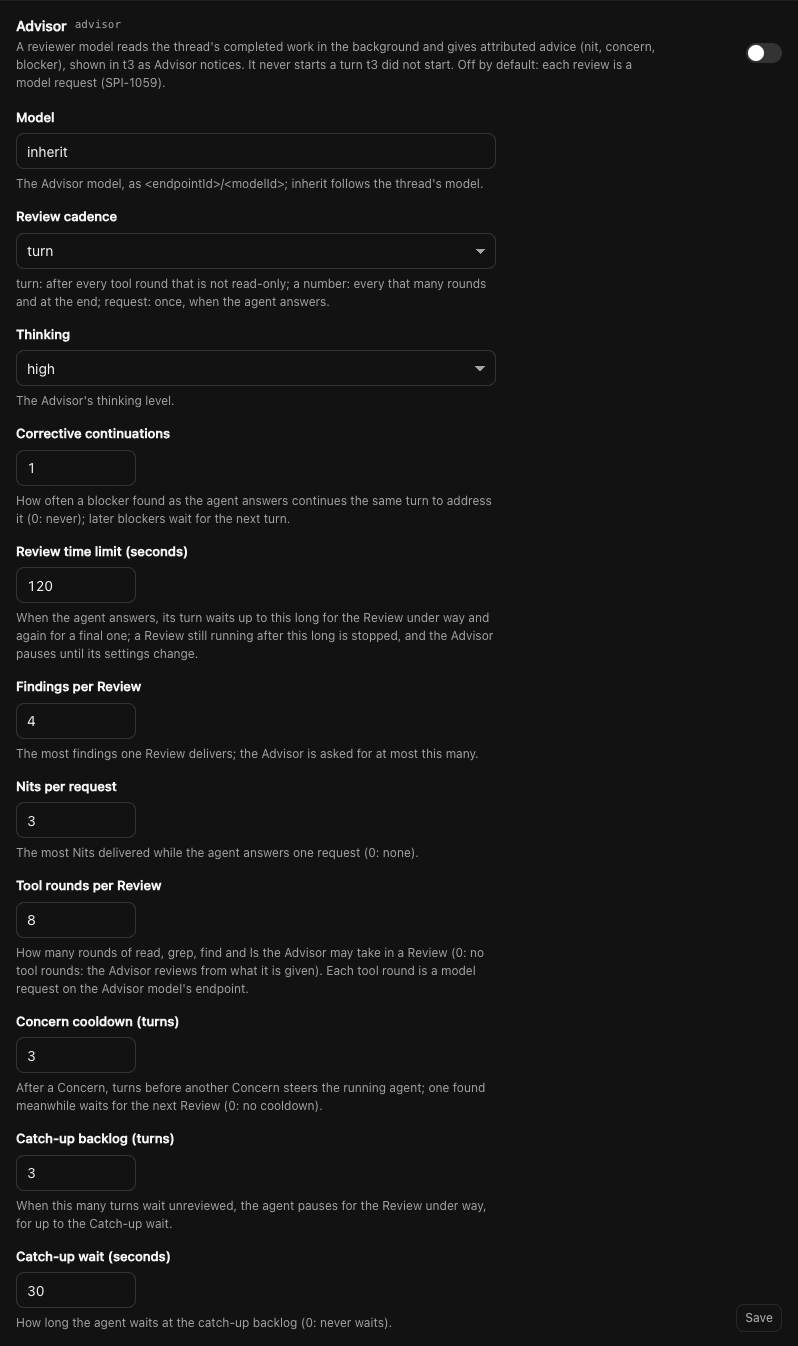 Advisor advisor
A reviewer model reads the thread's completed work in the background and gives attributed advice (nit, concern,
blocker), shown in t3 as Advisor notices. It never starts a turn t3 did not start. Off by default: each review is a
model request (SPI-1059).
Model
inherit
The Advisor model, as <endpointId>/<modelId>; inherit follows the thread's model.
Review cadence
turn
turn: after every tool round that is not read-only; a number: every that many rounds
and at the end; request: once, when the agent answers.
Thinking
high
The Advisor's thinking level.
Corrective continuations
1
How often a blocker found as the agent answers continues the same turn to address
it (0: never); later blockers wait for the next turn.
Review time limit (seconds)
120
When the agent answers, its turn waits up to this long for the Review under way and
again for a final one; a Review still running after this long is stopped, and the Advisor
pauses until its settings change.
Findings per Review
4
The most findings one Review delivers; the Advisor is asked for at most this many.
Nits per request
3
The most Nits delivered while the agent answers one request (0: none).
Tool rounds per Review
8
How many rounds of read, grep, find and ls the Advisor may take in a Review (0: no
tool rounds: the Advisor reviews from what it is given). Each tool round is a model
request on the Advisor model's endpoint.
Concern cooldown (turns)
3
After a Concern, turns before another Concern steers the running agent; one found
meanwhile waits for the next Review (0: no cooldown).
Catch-up backlog (turns)
3
When this many turns wait unreviewed, the agent pauses for the Review under way,
for up to the Catch-up wait.
Catch-up wait (seconds)
30
How long the agent waits at the catch-up backlog (0: never waits).
Save